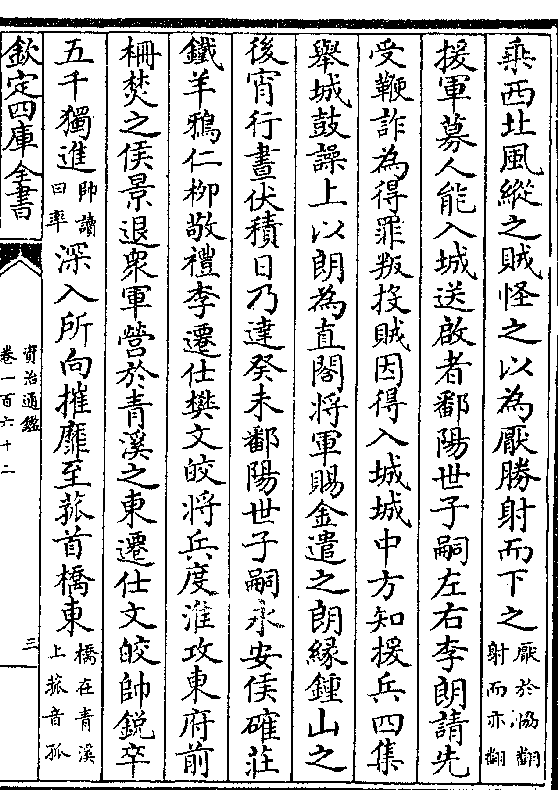 乘西北風縱之賊怪之以為厭勝射而下之厭於協翻
射而亦翻
援軍募人能入城送啟者鄱陽世子嗣左右李朗請先
受鞭詐為得罪叛投賊因得入城城中方知援兵四集
舉城鼓譟上以朗為直閤将軍賜金遣之朗緣鍾山之
後宵行晝伏積日乃達癸未鄱陽世子嗣永安侯確莊
鐵羊鴉仁柳敬禮李遷仕樊文皎将兵度淮攻東府前
柵焚之侯景退衆軍營於青溪之東遷仕文皎帥銳卒
五千獨進帥讀
曰率深入所向摧靡至菰首橋東橋在青溪
上菰音孤
欽定四庫全書
資治通鑑
卷一百六十二
三